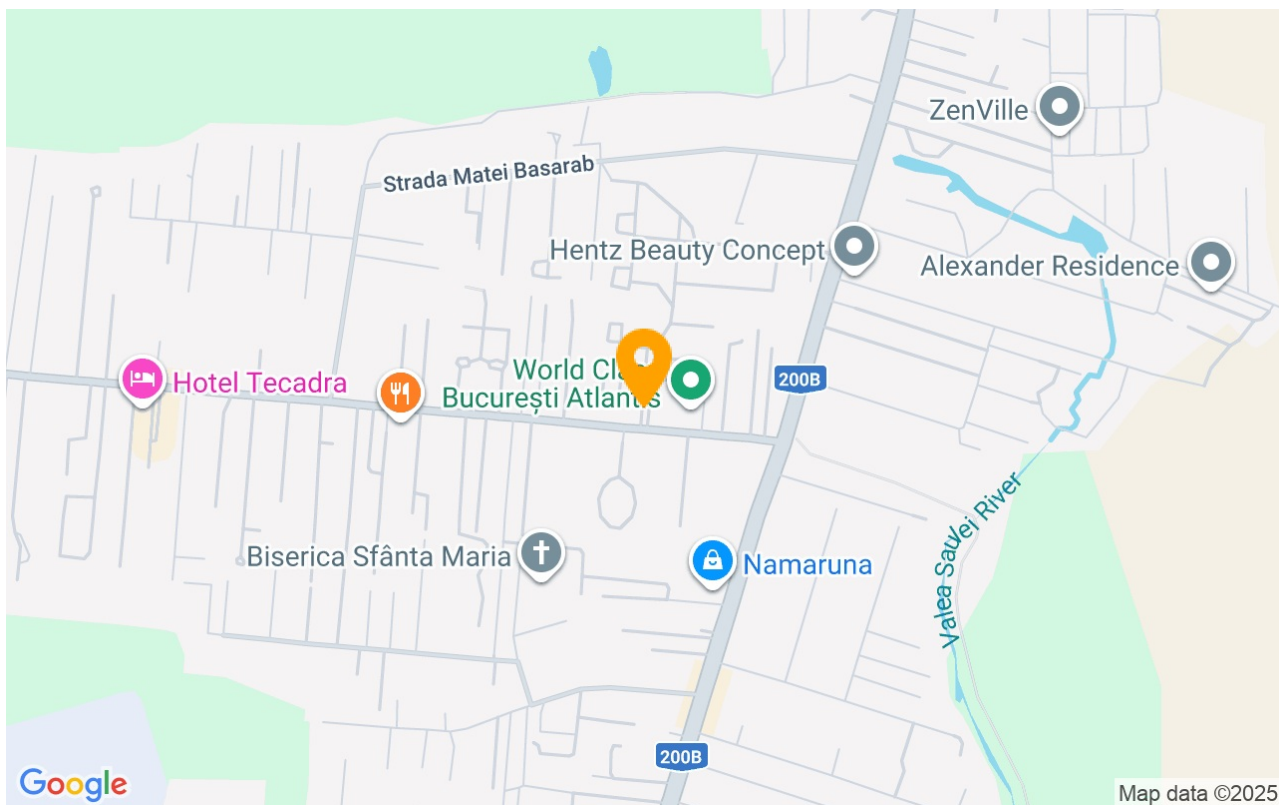 ZenVille
Strada Matei Basarab
Hentz Beauty Concept
Alexander Residence
Hotel Tecadra
World
București Atlantis
200B
Valea Saulei River
Biserica Sfânta Maria
Namaruna
200B
Google
Map data ©2025